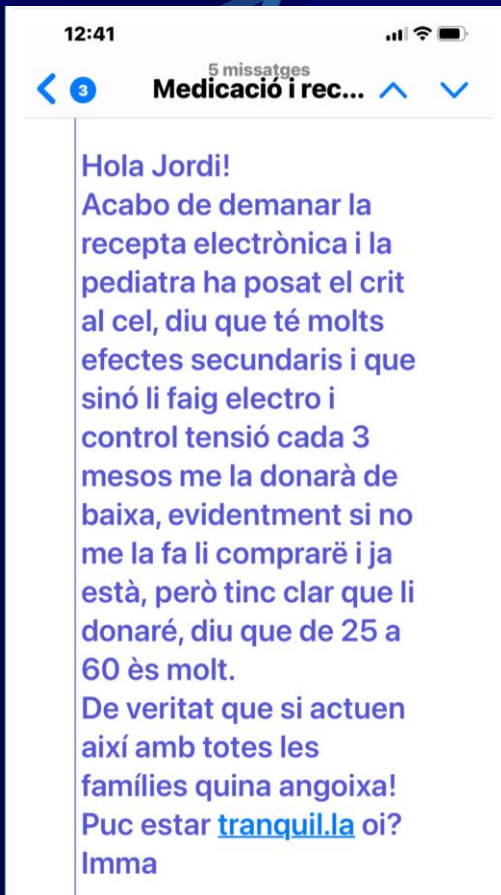 12:41
5 missatges
3 Medicació i rec...
Hola Jordi!
Acabo de demanar la
recepta electrònica i la
pediatra ha posat el crit
al cel, diu que té molts
efectes secundaris i que
sinó li faig electro i
control tensió cada 3
mesos me la donarà de
baixa, evidentment si no
me la fa li comprarë i ja
està, però tinc clar que li
donaré, diu que de 25 a
60 ès molt.
De veritat que si actuen
així amb totes les
famílies quina angoixa!
Puc estar tranquil.la oi?
Imma